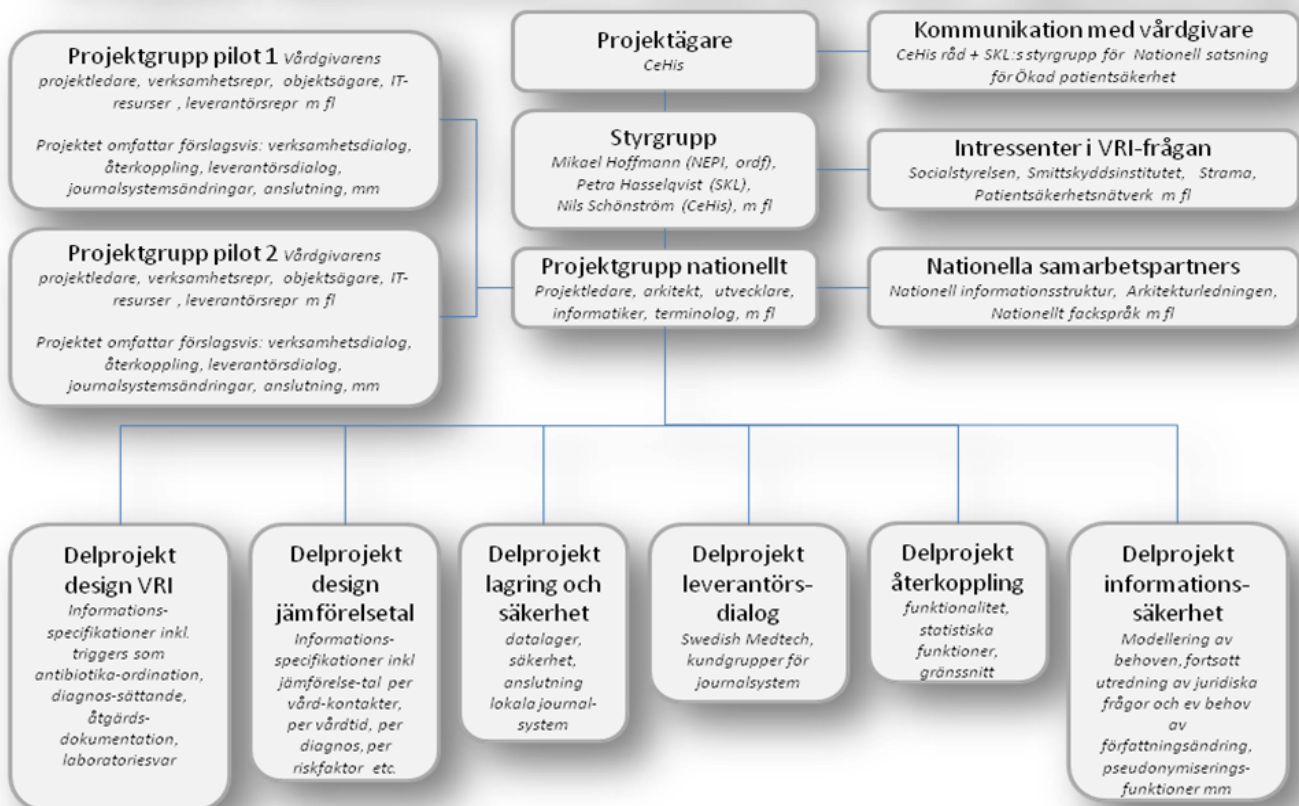 Projektgrupp pilot 1 Vårdgivarens
projektledare, verksamhetsrepr, objektsägare, IT-
resurser , leverantörsrepr m fl
Projektet omfattar förslagsvis: verksamhetsdialog,
återkoppling, leverantörsdialog,
journalsystemsändringar, anslutning, mm
Projektgrupp pilot 2 Vårdgivarens
projektledare, verksamhetsrepr, objektsägare, IT-
resurser , leverantörsrepr m fl
Projektet omfattar förslagsvis: verksamhetsdialog,
återkoppling, leverantörsdialog,
journalsystemsändringar, anslutning, mm
Projektägare
CeHis
Styrgrupp
Mikael Hoffmann (NEPI, ordf),
Petra Hasselqvist (SKL),
Nils Schönström (CeHis), m fl
Projektgrupp nationellt
Projektledare, arkitekt, utvecklare,
informatiker, terminolog, m fl
Kommunikation med vårdgivare
CeHis råd + SKL:s styrgrupp för Nationell satsning
för Ökad patientsäkerhet
Intressenter i VRI-frågan
Socialstyrelsen, Smittskyddsinstitutet, Strama,
Patientsäkerhetsnätverk m fl
Nationella samarbetspartners
Nationell informationsstruktur, Arkitekturledningen,
Nationellt fackspråk m fl
Delprojekt
design VRI
Informations-
specifikationer inkl.
triggers som
antibiotika-ordination,
diagnos-sättande,
åtgärds-
dokumentation,
laboratoriesvar
Delprojekt
design
jämförelsetal
Informations-
specifikationer inkl
jämförelse-tal per
vård-kontakter,
per vårdtid, per
diagnos, per
riskfaktor etc.
Delprojekt
lagring och
säkerhet
datalager,
säkerhet,
anslutning
lokala journal-
system
Delprojekt
leverantörs-
dialog
Swedish Medtech,
kundgrupper för
journalsystem
Delprojekt
återkoppling
funktionalitet,
statistiska
funktioner,
gränssnitt
Delprojekt
informations-
säkerhet
Modellering av
behoven, fortsatt
utredning av juridiska
frågor och ev behov
av
författningsändring,
pseudonymiserings-
funktioner mm